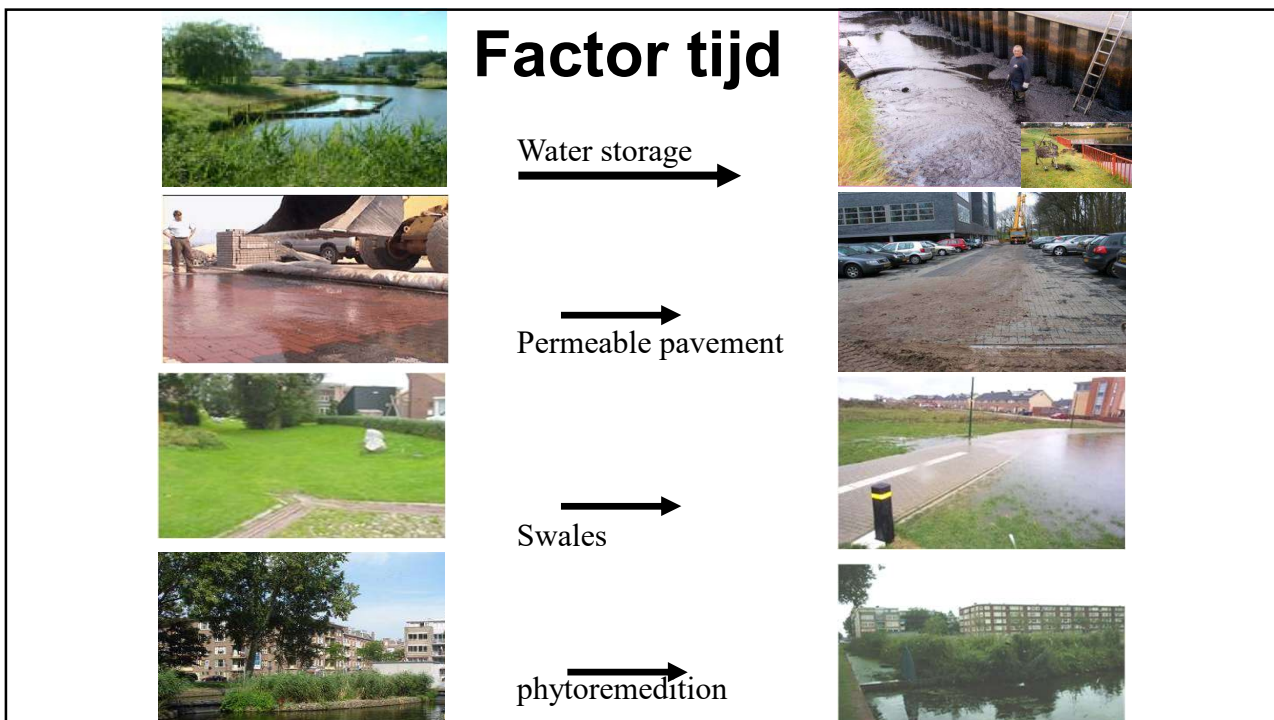 Factor tijd
Water storage
Permeable pavement
Swales
phytoremedition